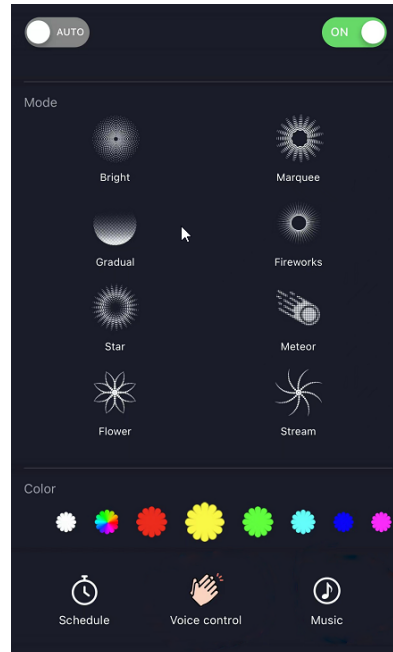 AUTO
ON
Mode
Bright
Marquee
Gradual
Fireworks
Star
Meteor
Flower
Stream
Color
Schedule
Voice control
Music